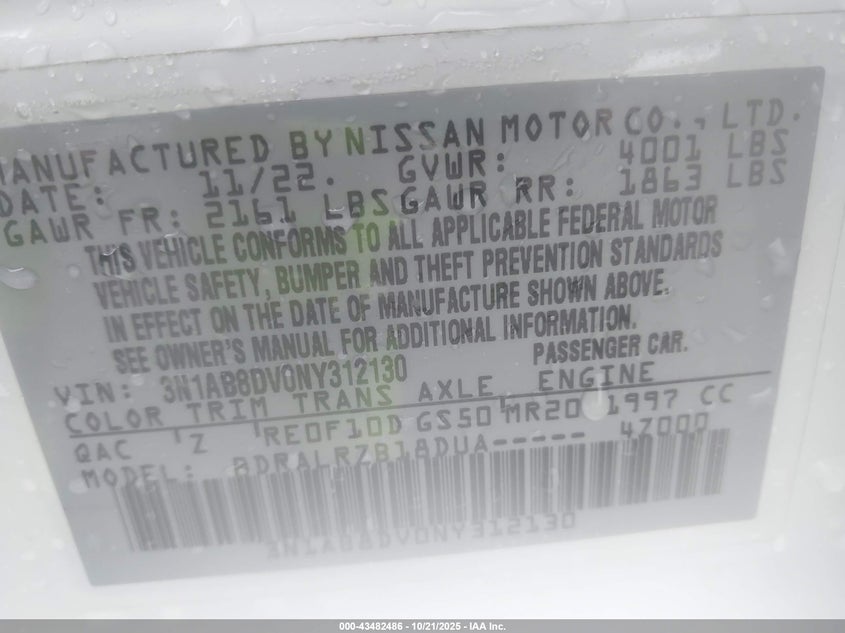 MANUFACTURED BY NISSAN MOTOR CO., LTD.
DATE: 11/22. GVWR: 4001 LBS
GAWR FR: 2161 LBS GAWR RR: 1863 LBS
THIS VEHICLE CONFORMS TO ALL APPLICABLE FEDERAL MOTOR
VEHICLE SAFETY, BUMPER AND THEFT PREVENTION STANDARDS
IN EFFECT ON THE DATE OF MANUFACTURE SHOWN ABOVE.
SEE OWNER'S MANUAL FOR ADDITIONAL INFORMATION.
PASSENGER CAR.
VIN: 3N1AB8DV0NY312130
COLOR TRIM TRANS AXLE ENGINE
QAC Z RE0F10D GS50 MR20 1997 CC
MODEL: BDRALRZB18DUA----- 47000
3N1AB8DV0NY312130
000-43482486 - 10/21/2025 - IAA Inc.